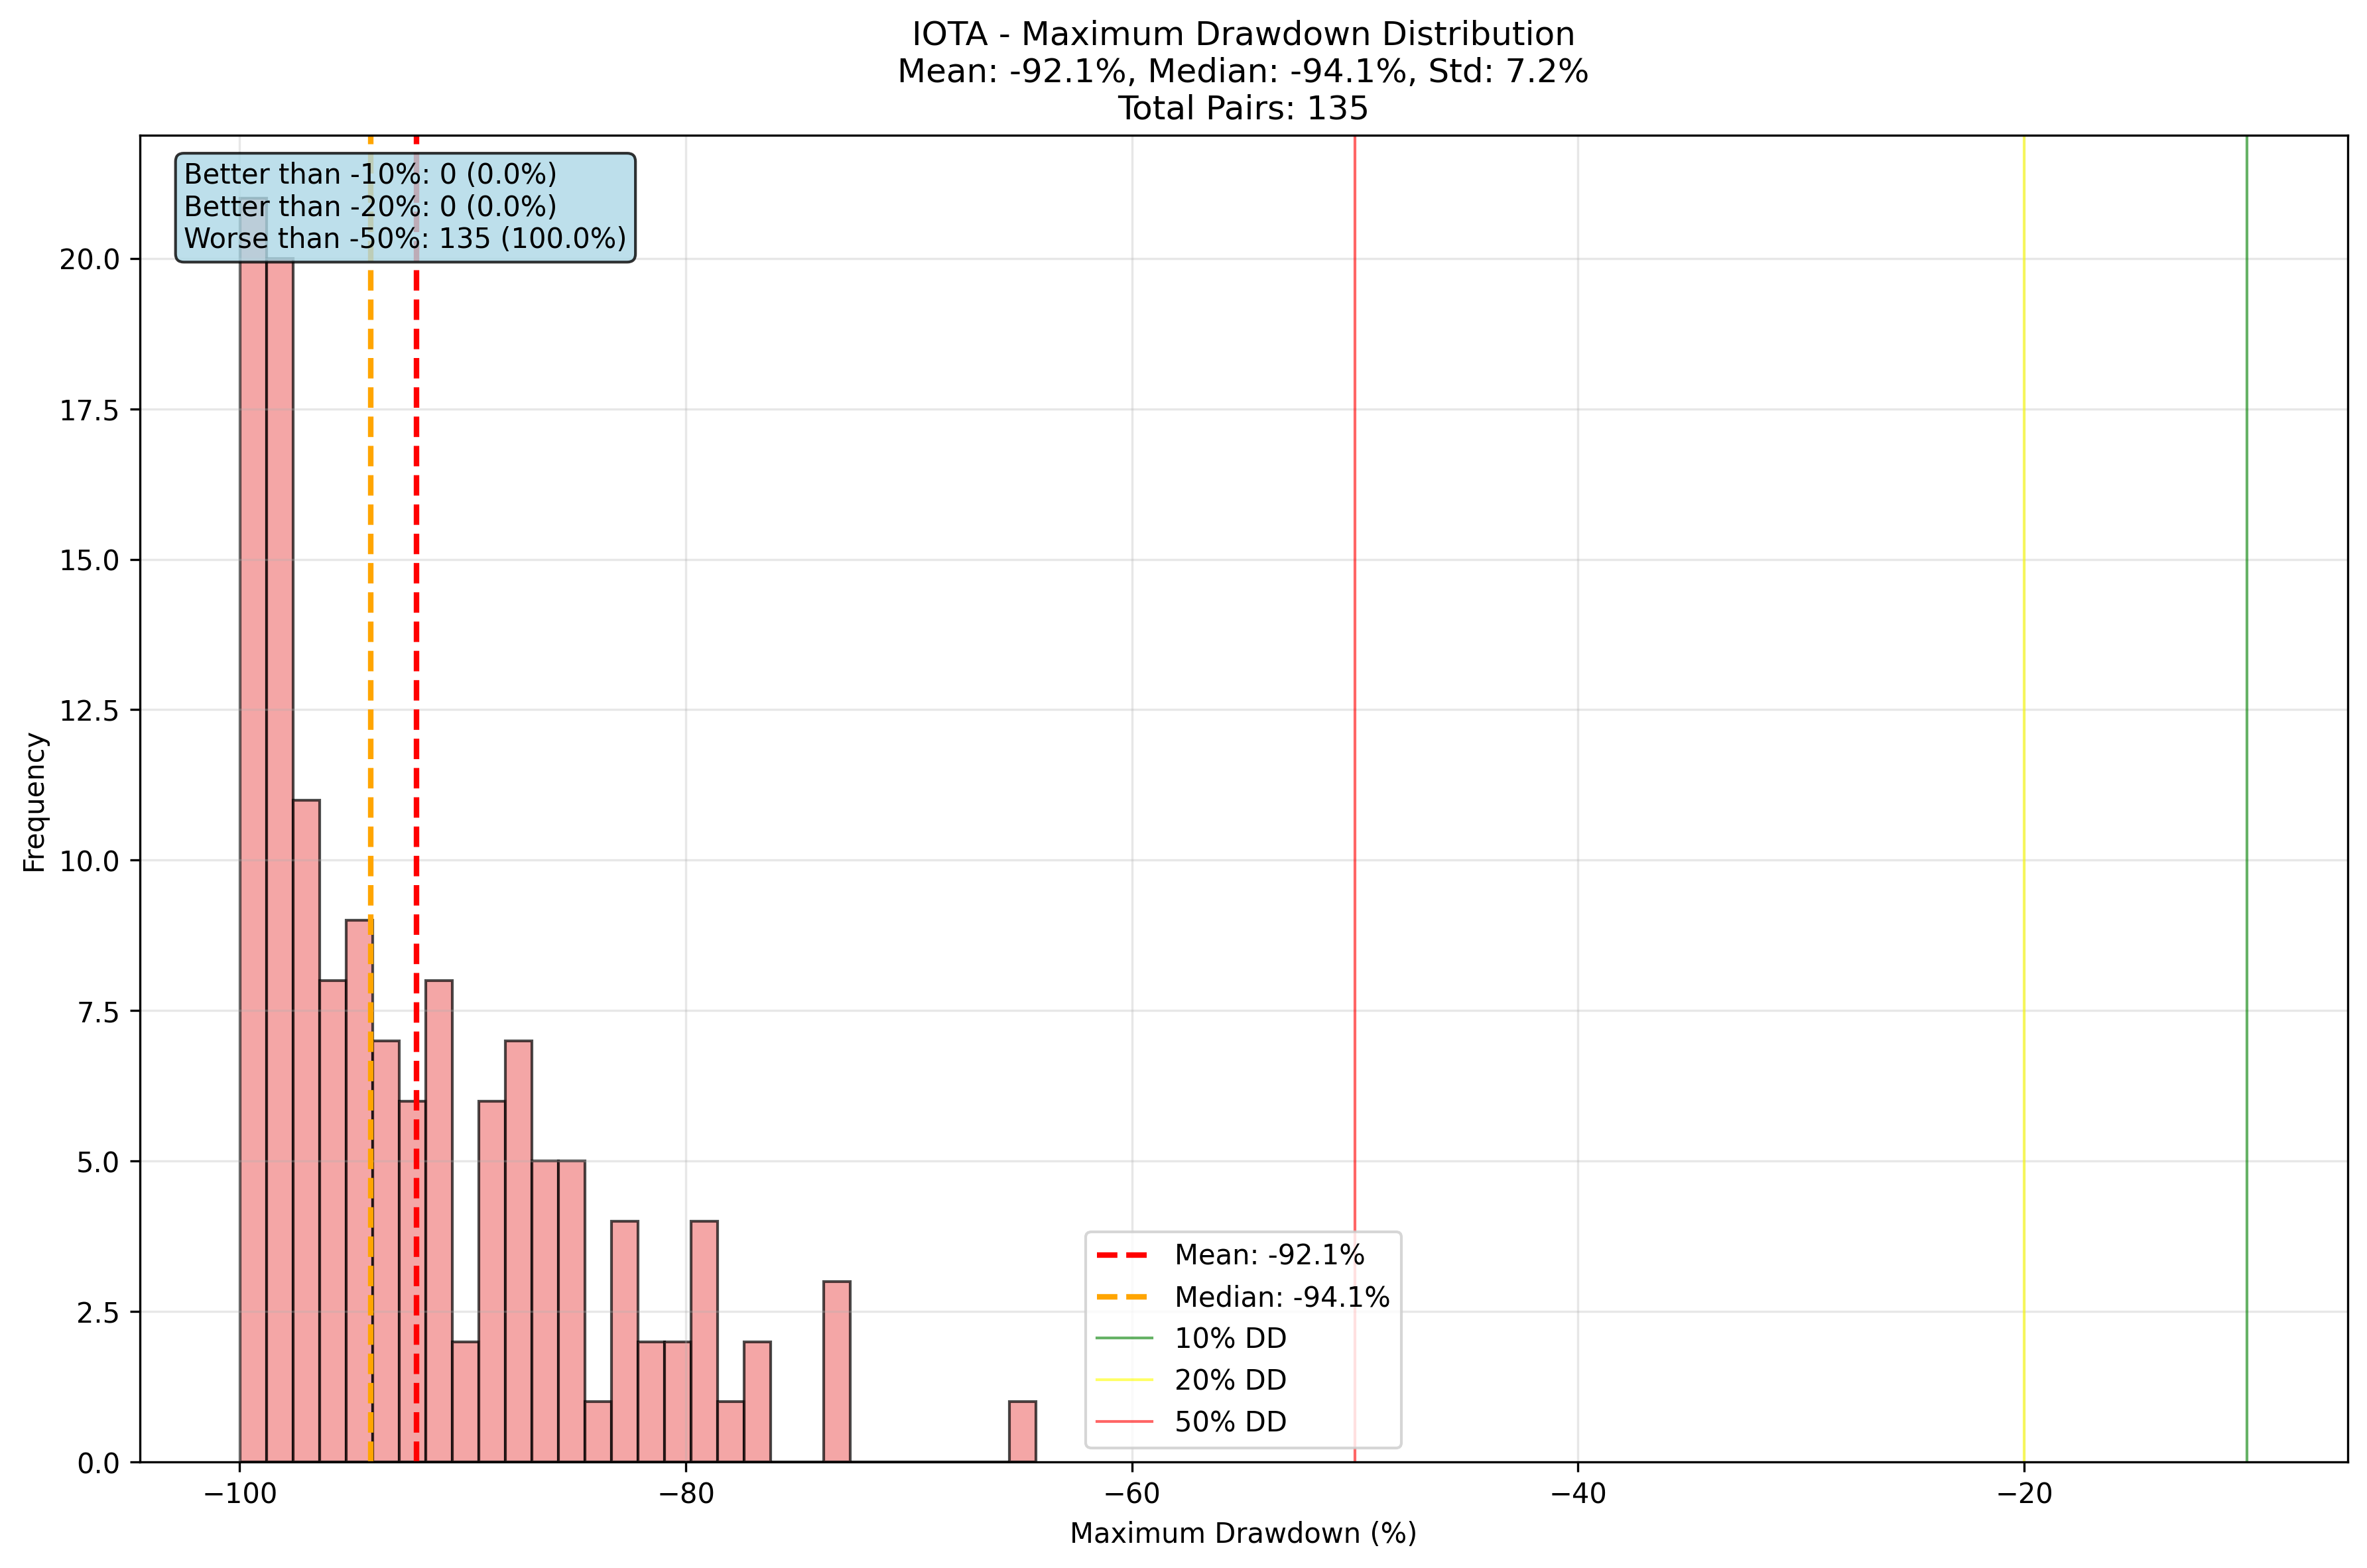 IOTA - Maximum Drawdown Distribution
Mean: -92.1%, Median: -94.1%, Std: 7.2%
Total Pairs: 135
Better than -10%: 0 (0.0%)
Better than -20%: 0 (0.0%)
Worse than -50%: 135 (100.0%)
20.0
17.5
15.0
12.5
10.0
7.5
5.0
2.5
0.0
Frequency
Mean: -92.1%
Median: -94.1%
10% DD
20% DD
50% DD
−100
−80
−60
−40
−20
Maximum Drawdown (%)